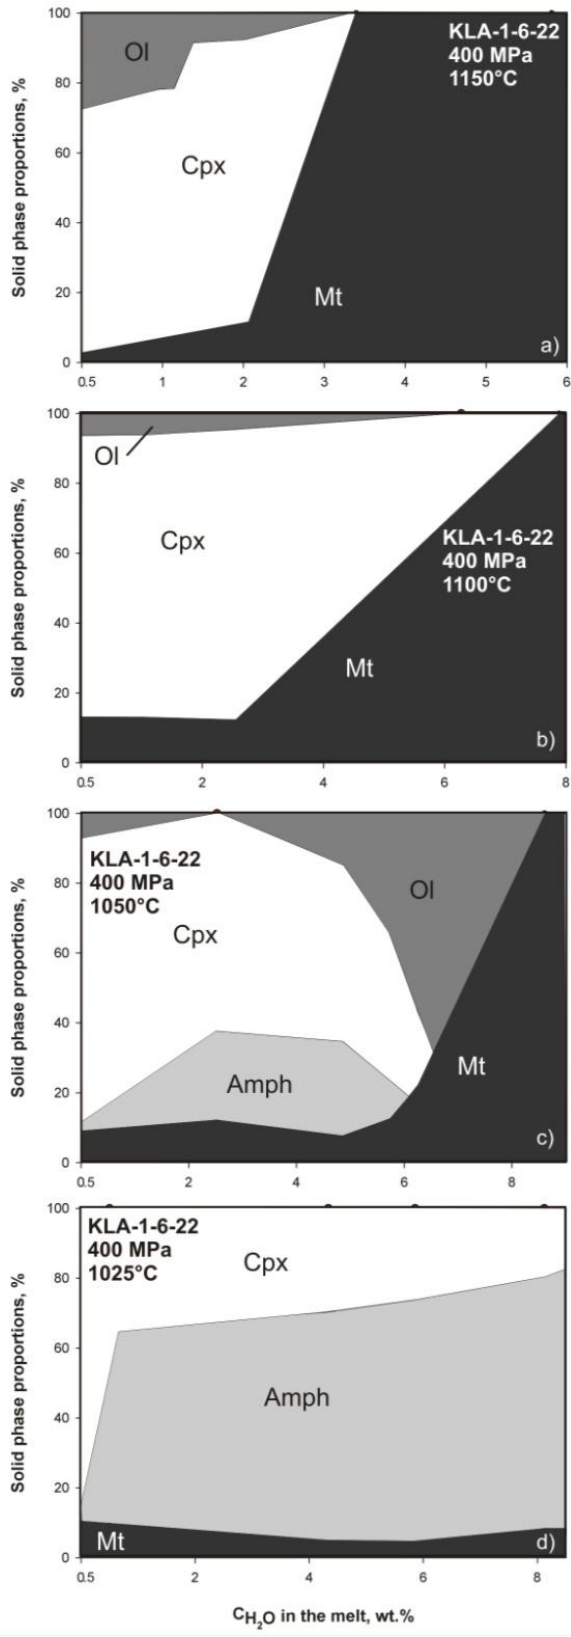 100
80
60
40
20
0
Solid phase proportions, %
Ol
Cpx
Mt
KLA-1-6-22
400 MPa
1150°C
a)
0.5 1 2 3 4 5 6
100
80
60
40
20
0
Solid phase proportions, %
Ol
Cpx
Mt
KLA-1-6-22
400 MPa
1100°C
b)
0.5 2 4 6 8
100
80
60
40
20
0
Solid phase proportions, %
KLA-1-6-22
400 MPa
1050°C
Cpx
Ol
Amph
Mt
c)
0.5 2 4 6 8
100
80
60
40
20
0
Solid phase proportions, %
KLA-1-6-22
400 MPa
1025°C
Cpx
Amph
Mt
d)
0.5 2 4 6 8
C_{H_2O} in the melt, wt.%